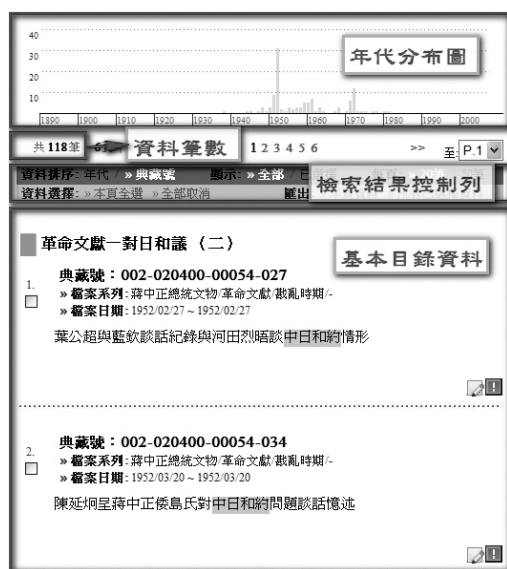 40
30
20
10
年代分布圖
1890 1900 1910 1920 1930 1940 1950 1960 1970 1980 1990 2000
共118筆
資料筆數
1 2 3 4 5 6 >> 至: P.1
資料排序: 年代 / » 典藏號 顯示: » 全部 /
檢索結果控制列
資料選擇: » 本頁全選 » 全部取消
革命文獻—對日和議（二）
基本目錄資料
1.
典藏號：002-020400-00054-027
» 檔案系列: 蔣中正總統文物/革命文獻/戡亂時期/-
» 檔案日期: 1952/02/27 ~ 1952/02/27
葉公超與藍欽談話紀錄與河田烈晤談中日和約情形
2.
典藏號：002-020400-00054-034
» 檔案系列: 蔣中正總統文物/革命文獻/戡亂時期/-
» 檔案日期: 1952/03/20 ~ 1952/03/20
陳延炯呈蔣中正倭島氏對中日和約問題談話憶述